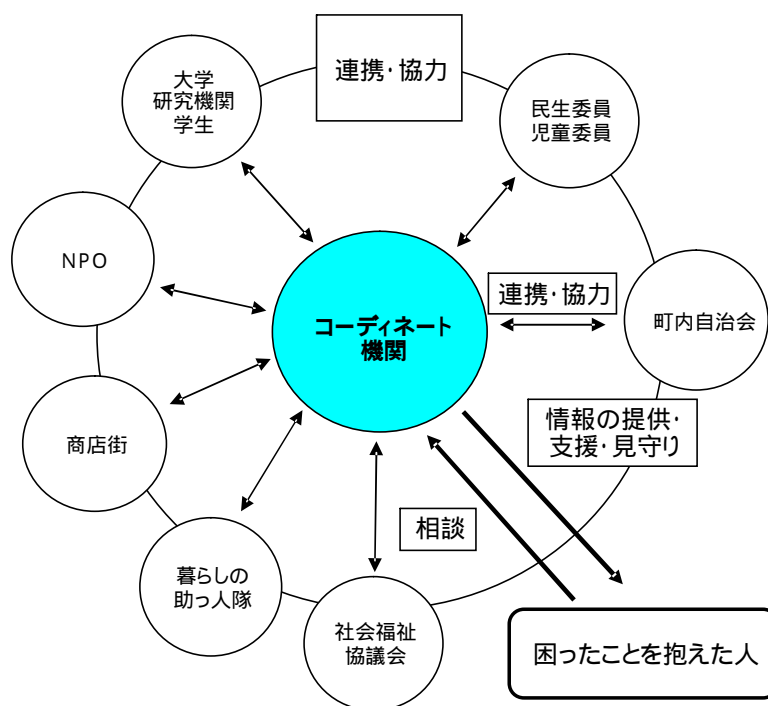 連携・協力
大学
研究機関
学生
民生委員
児童委員
NPO
コーディネート
機関
連携・協力
町内自治会
商店街
情報の提供・
支援・見守り
相談
暮らしの
助っ人隊
社会福祉
協議会
困ったことを抱えた人